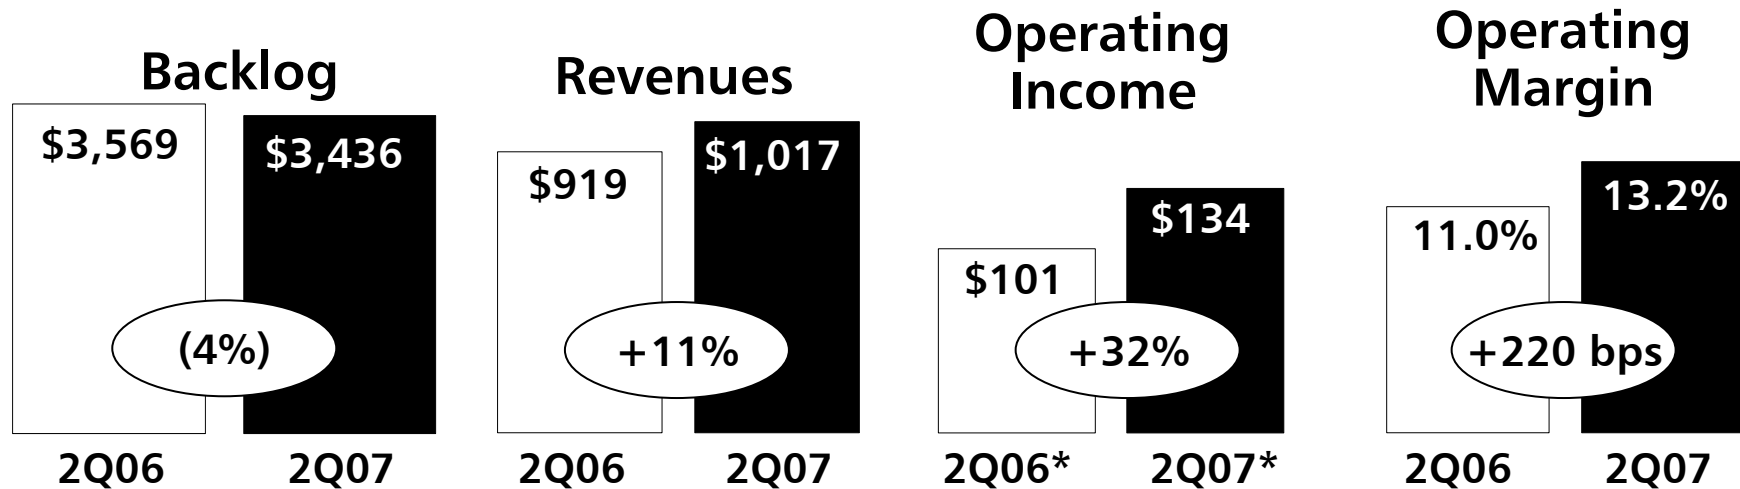 Backlog
$3,569
$3,436
(4%)
2Q06
2Q07
Revenues
$919
$1,017
+11%
2Q06
2Q07
Operating
Income
$101
$134
+32%
2Q06*
2Q07*
Operating
Margin
11.0%
13.2%
+220 bps
2Q06
2Q07